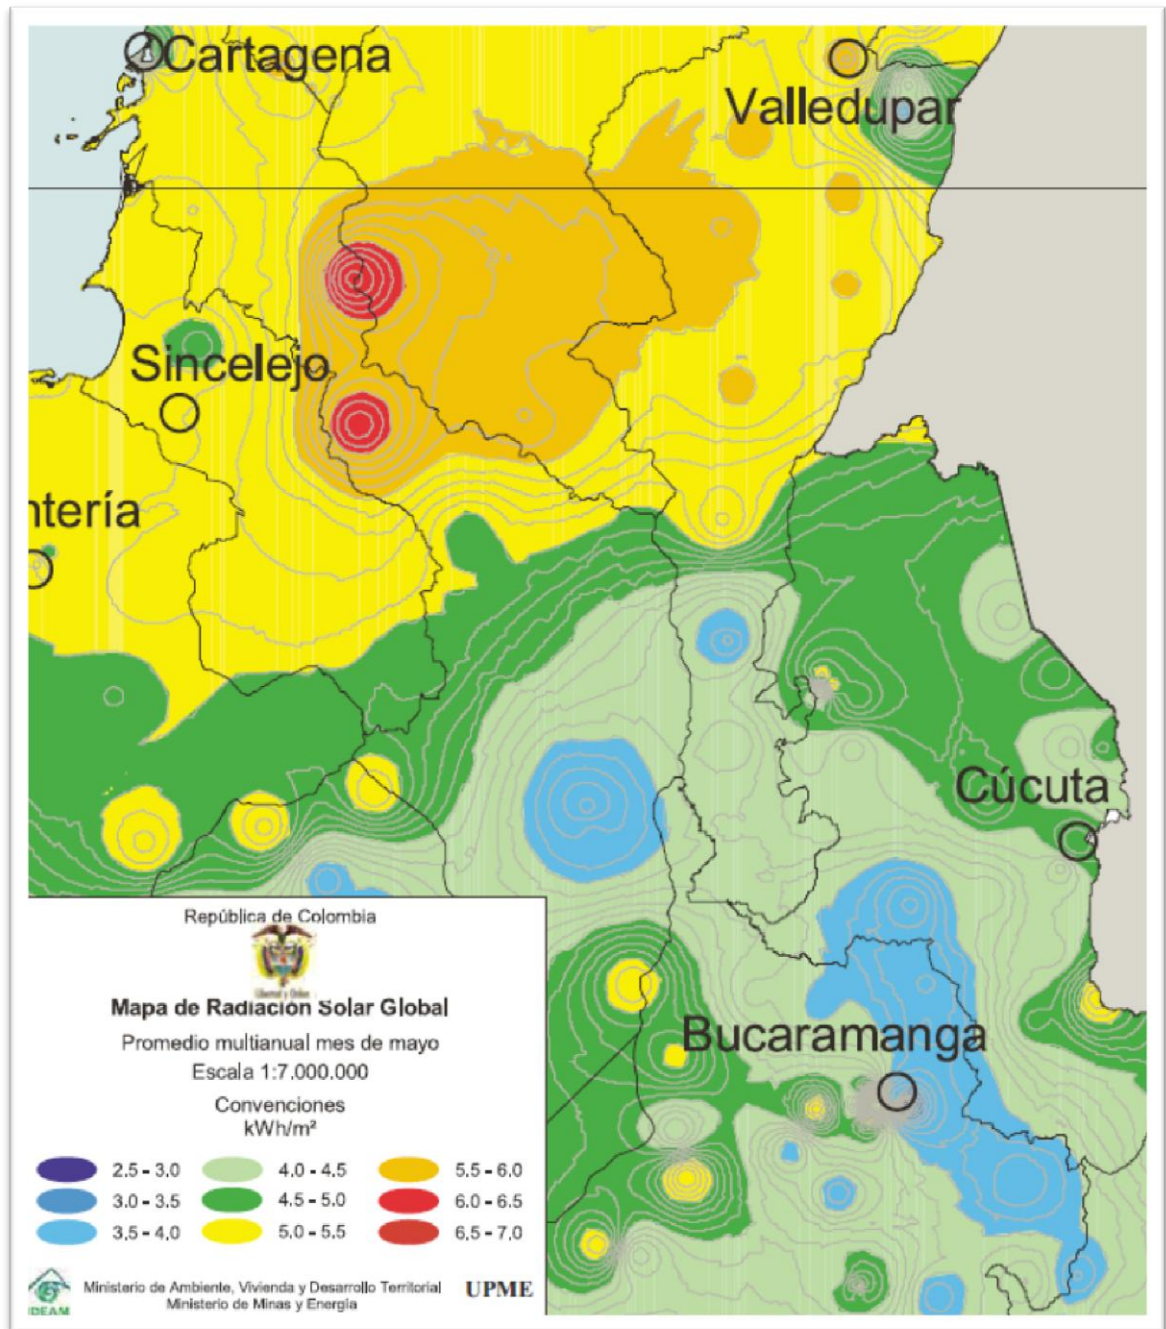 Cartagena
Valledupar
Sincelejo
ntería
Cúcuta
Bucaramanga
República de Colombia
Libertad y Orden
Mapa de Radiación Solar Global
Promedio multianual mes de mayo
Escala 1:7.000.000
Convenciones
kWh/m²
2.5 - 3.0 4.0 - 4.5 5.5 - 6.0
3.0 - 3.5 4.5 - 5.0 6.0 - 6.5
3.5 - 4.0 5.0 - 5.5 6.5 - 7.0
IDEAM Ministerio de Ambiente, Vivienda y Desarrollo Territorial UPME
Ministerio de Minas y Energía